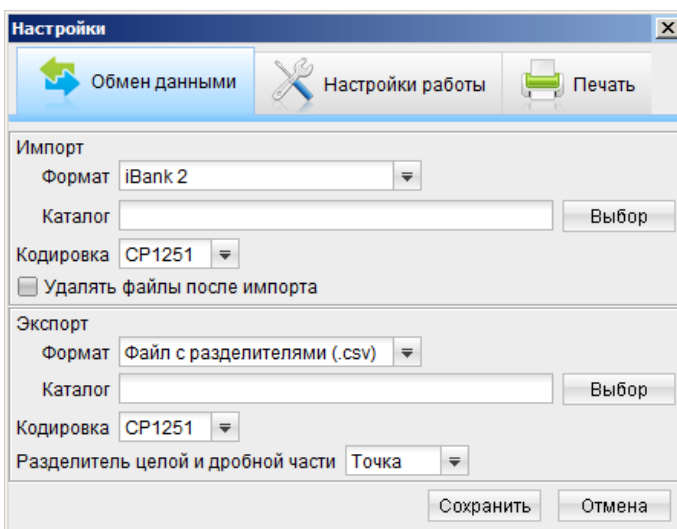 Настройки
Обмен данными Настройки работы Печать
Импорт
Формат iBank 2
Каталог Выбор
Кодировка CP1251
Удалять файлы после импорта
Экспорт
Формат Файл с разделителями (.csv)
Каталог Выбор
Кодировка CP1251
Разделитель целой и дробной части Точка
Сохранить Отмена